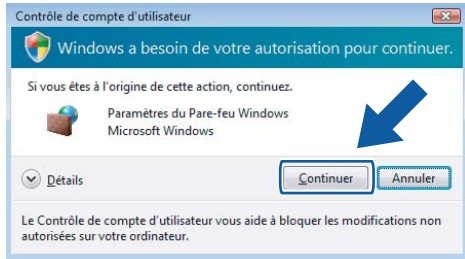 Contrôle de compte d'utilisateur
Windows a besoin de votre autorisation pour continuer.
Si vous êtes à l'origine de cette action, continuez.
Paramètres du Pare-feu Windows
Microsoft Windows
Détails
Continuer
Annuler
Le Contrôle de compte d'utilisateur vous aide à bloquer les modifications non
autorisées sur votre ordinateur.